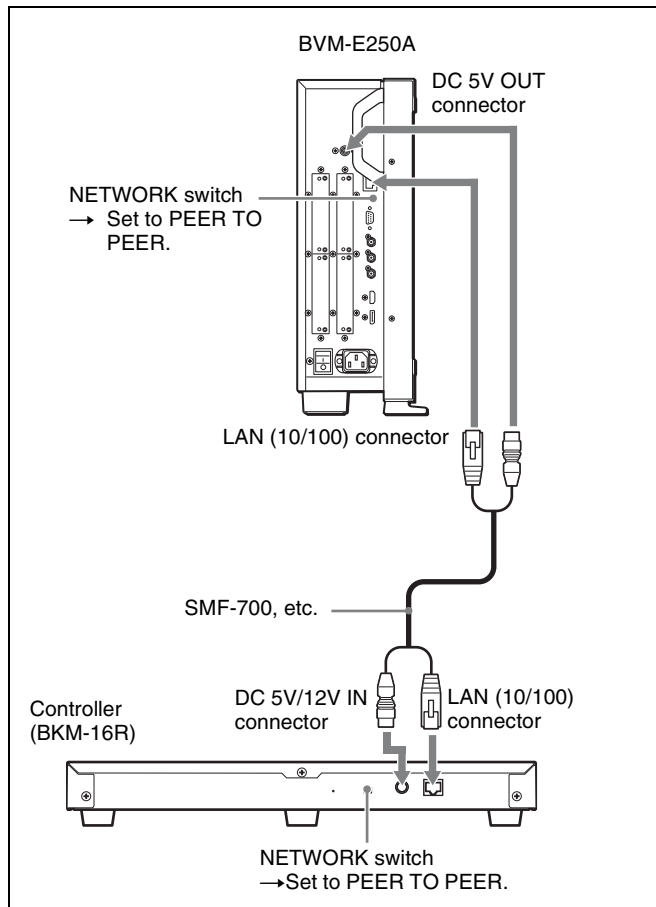 BVM-E250A
DC 5V OUT
connector
NETWORK switch
→ Set to PEER TO
PEER.
LAN (10/100) connector
SMF-700, etc.
DC 5V/12V IN
connector
LAN (10/100)
connector
Controller
(BKM-16R)
NETWORK switch
→Set to PEER TO PEER.